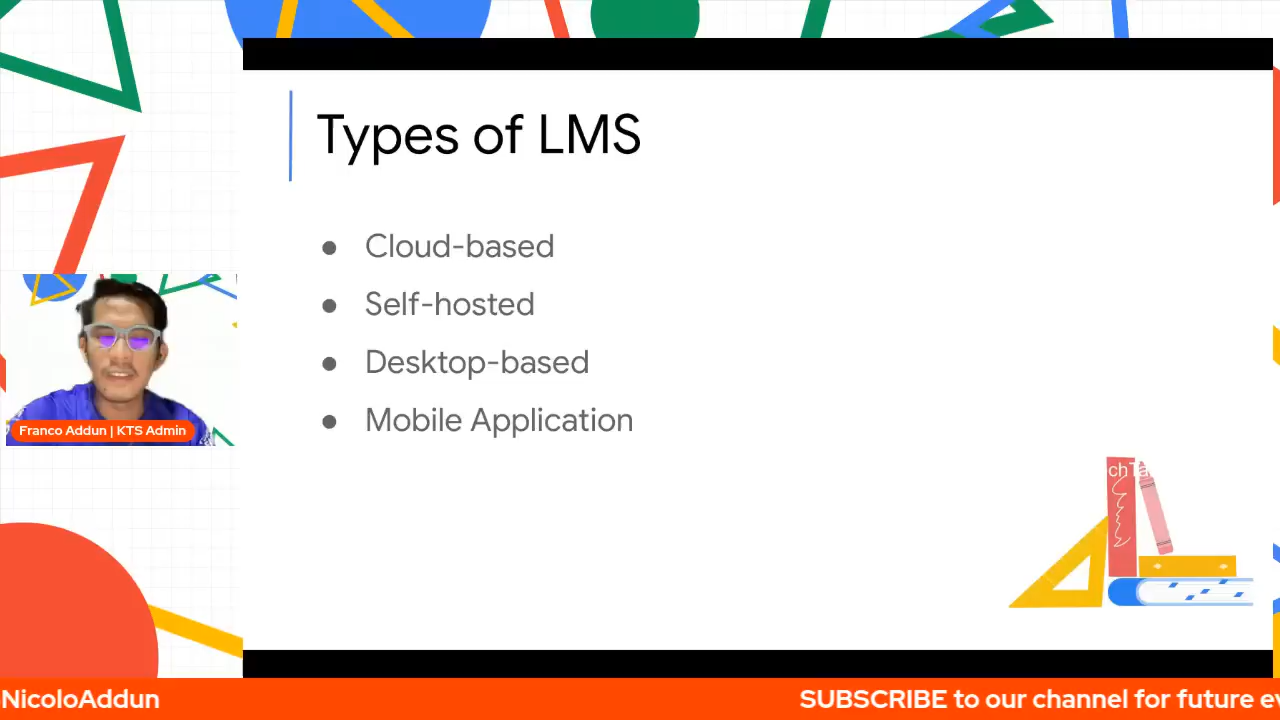 Types of LMS
Cloud-based
Self-hosted
Desktop-based
Mobile Application
Franco Addun | KTS Admin
NicoloAddun
SUBSCRIBE to our channel for future